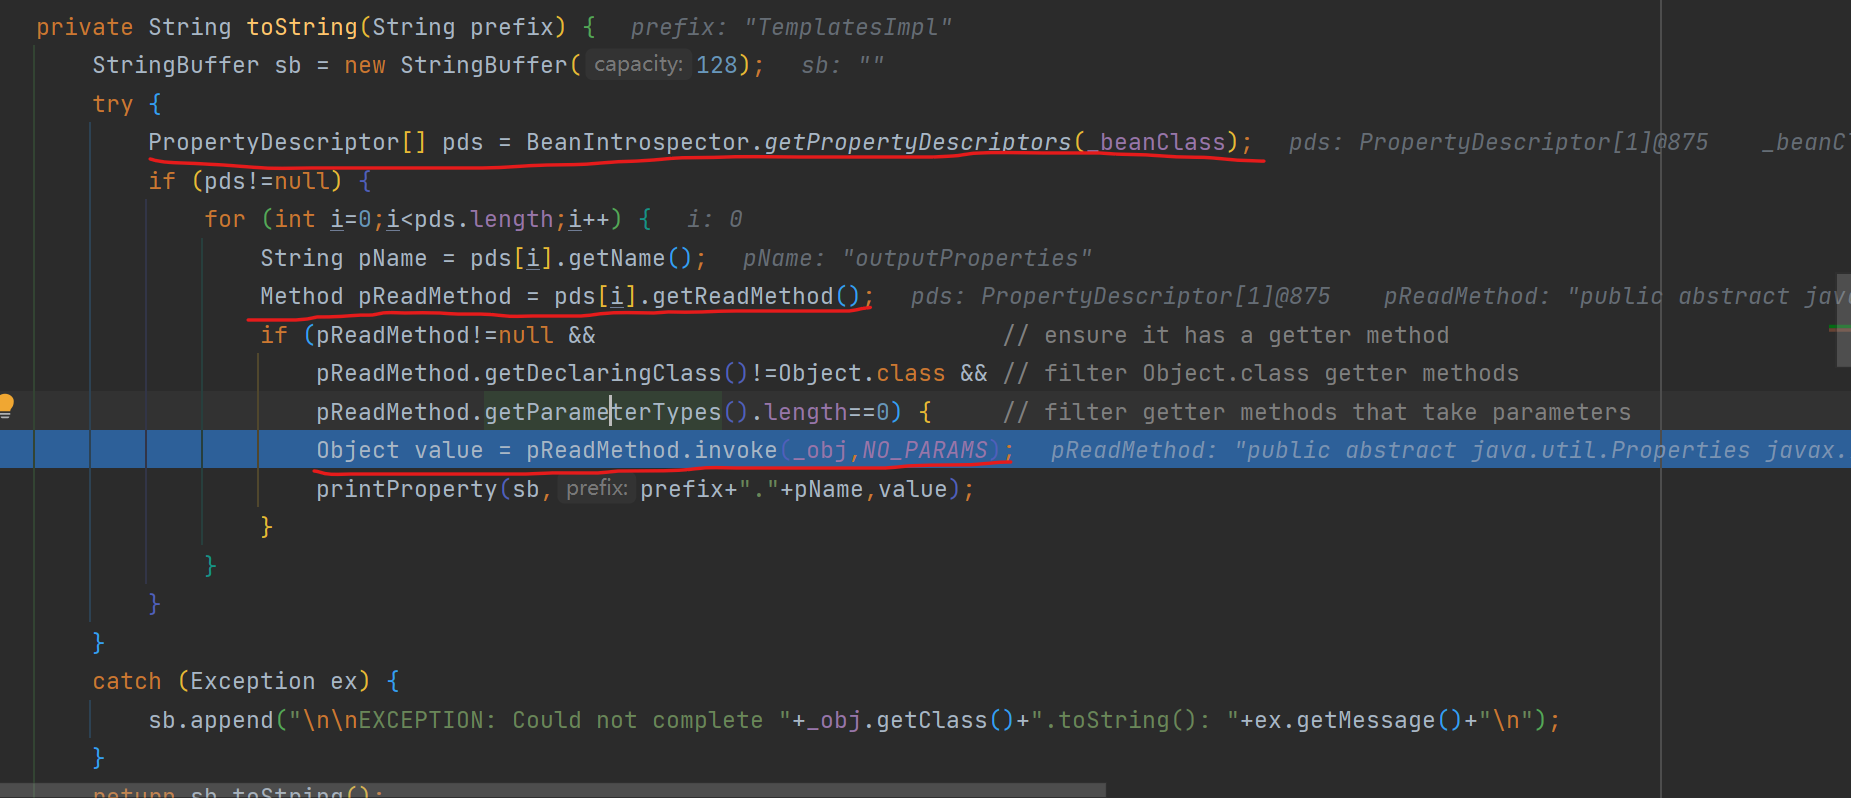 private String toString(String prefix) {   prefix: "TemplatesImpl"
StringBuffer sb = new StringBuffer( capacity: 128);   sb: ""
try {
PropertyDescriptor[] pds = BeanIntrospector.getPropertyDescriptors(_beanClass);   pds: PropertyDescriptor[1]@875    _beanCl
if (pds!=null) {
for (int i=0;i<pds.length;i++) {   i: 0
String pName = pds[i].getName();   pName: "outputProperties"
Method pReadMethod = pds[i].getReadMethod();   pds: PropertyDescriptor[1]@875    pReadMethod: "public abstract java
if (pReadMethod!=null &&                             // ensure it has a getter method
pReadMethod.getDeclaringClass()!=Object.class && // filter Object.class getter methods
pReadMethod.getParameterTypes().length==0) {     // filter getter methods that take parameters
Object value = pReadMethod.invoke(_obj,NO_PARAMS);   pReadMethod: "public abstract java.util.Properties javax.
printProperty(sb, prefix: prefix+"."+pName,value);
}
}
}
}
catch (Exception ex) {
sb.append("\n\nEXCEPTION: Could not complete "+_obj.getClass()+".toString(): "+ex.getMessage()+"\n");
}
return sb.toString();